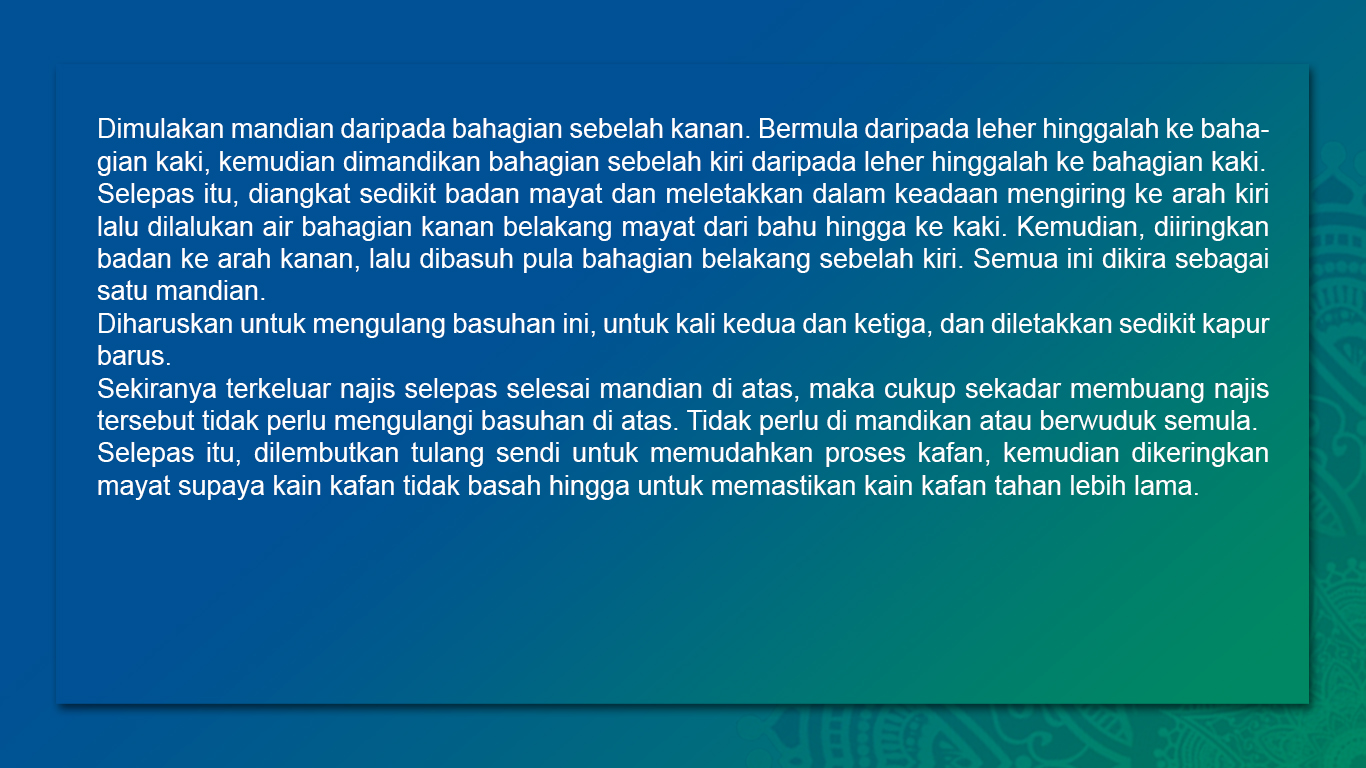 Dimulakan mandian daripada bahagian sebelah kanan. Bermula daripada leher hinggalah ke baha-
gian kaki, kemudian dimandikan bahagian sebelah kiri daripada leher hinggalah ke bahagian kaki.
Selepas itu, diangkat sedikit badan mayat dan meletakkan dalam keadaan mengiring ke arah kiri
lalu dilalukan air bahagian kanan belakang mayat dari bahu hingga ke kaki. Kemudian, diiringkan
badan ke arah kanan, lalu dibasuh pula bahagian belakang sebelah kiri. Semua ini dikira sebagai
satu mandian.
Diharuskan untuk mengulang basuhan ini, untuk kali kedua dan ketiga, dan diletakkan sedikit kapur
barus.
Sekiranya terkeluar najis selepas selesai mandian di atas, maka cukup sekadar membuang najis
tersebut tidak perlu mengulangi basuhan di atas. Tidak perlu di mandikan atau berwuduk semula.
Selepas itu, dilembutkan tulang sendi untuk memudahkan proses kafan, kemudian dikeringkan
mayat supaya kain kafan tidak basah hingga untuk memastikan kain kafan tahan lebih lama.